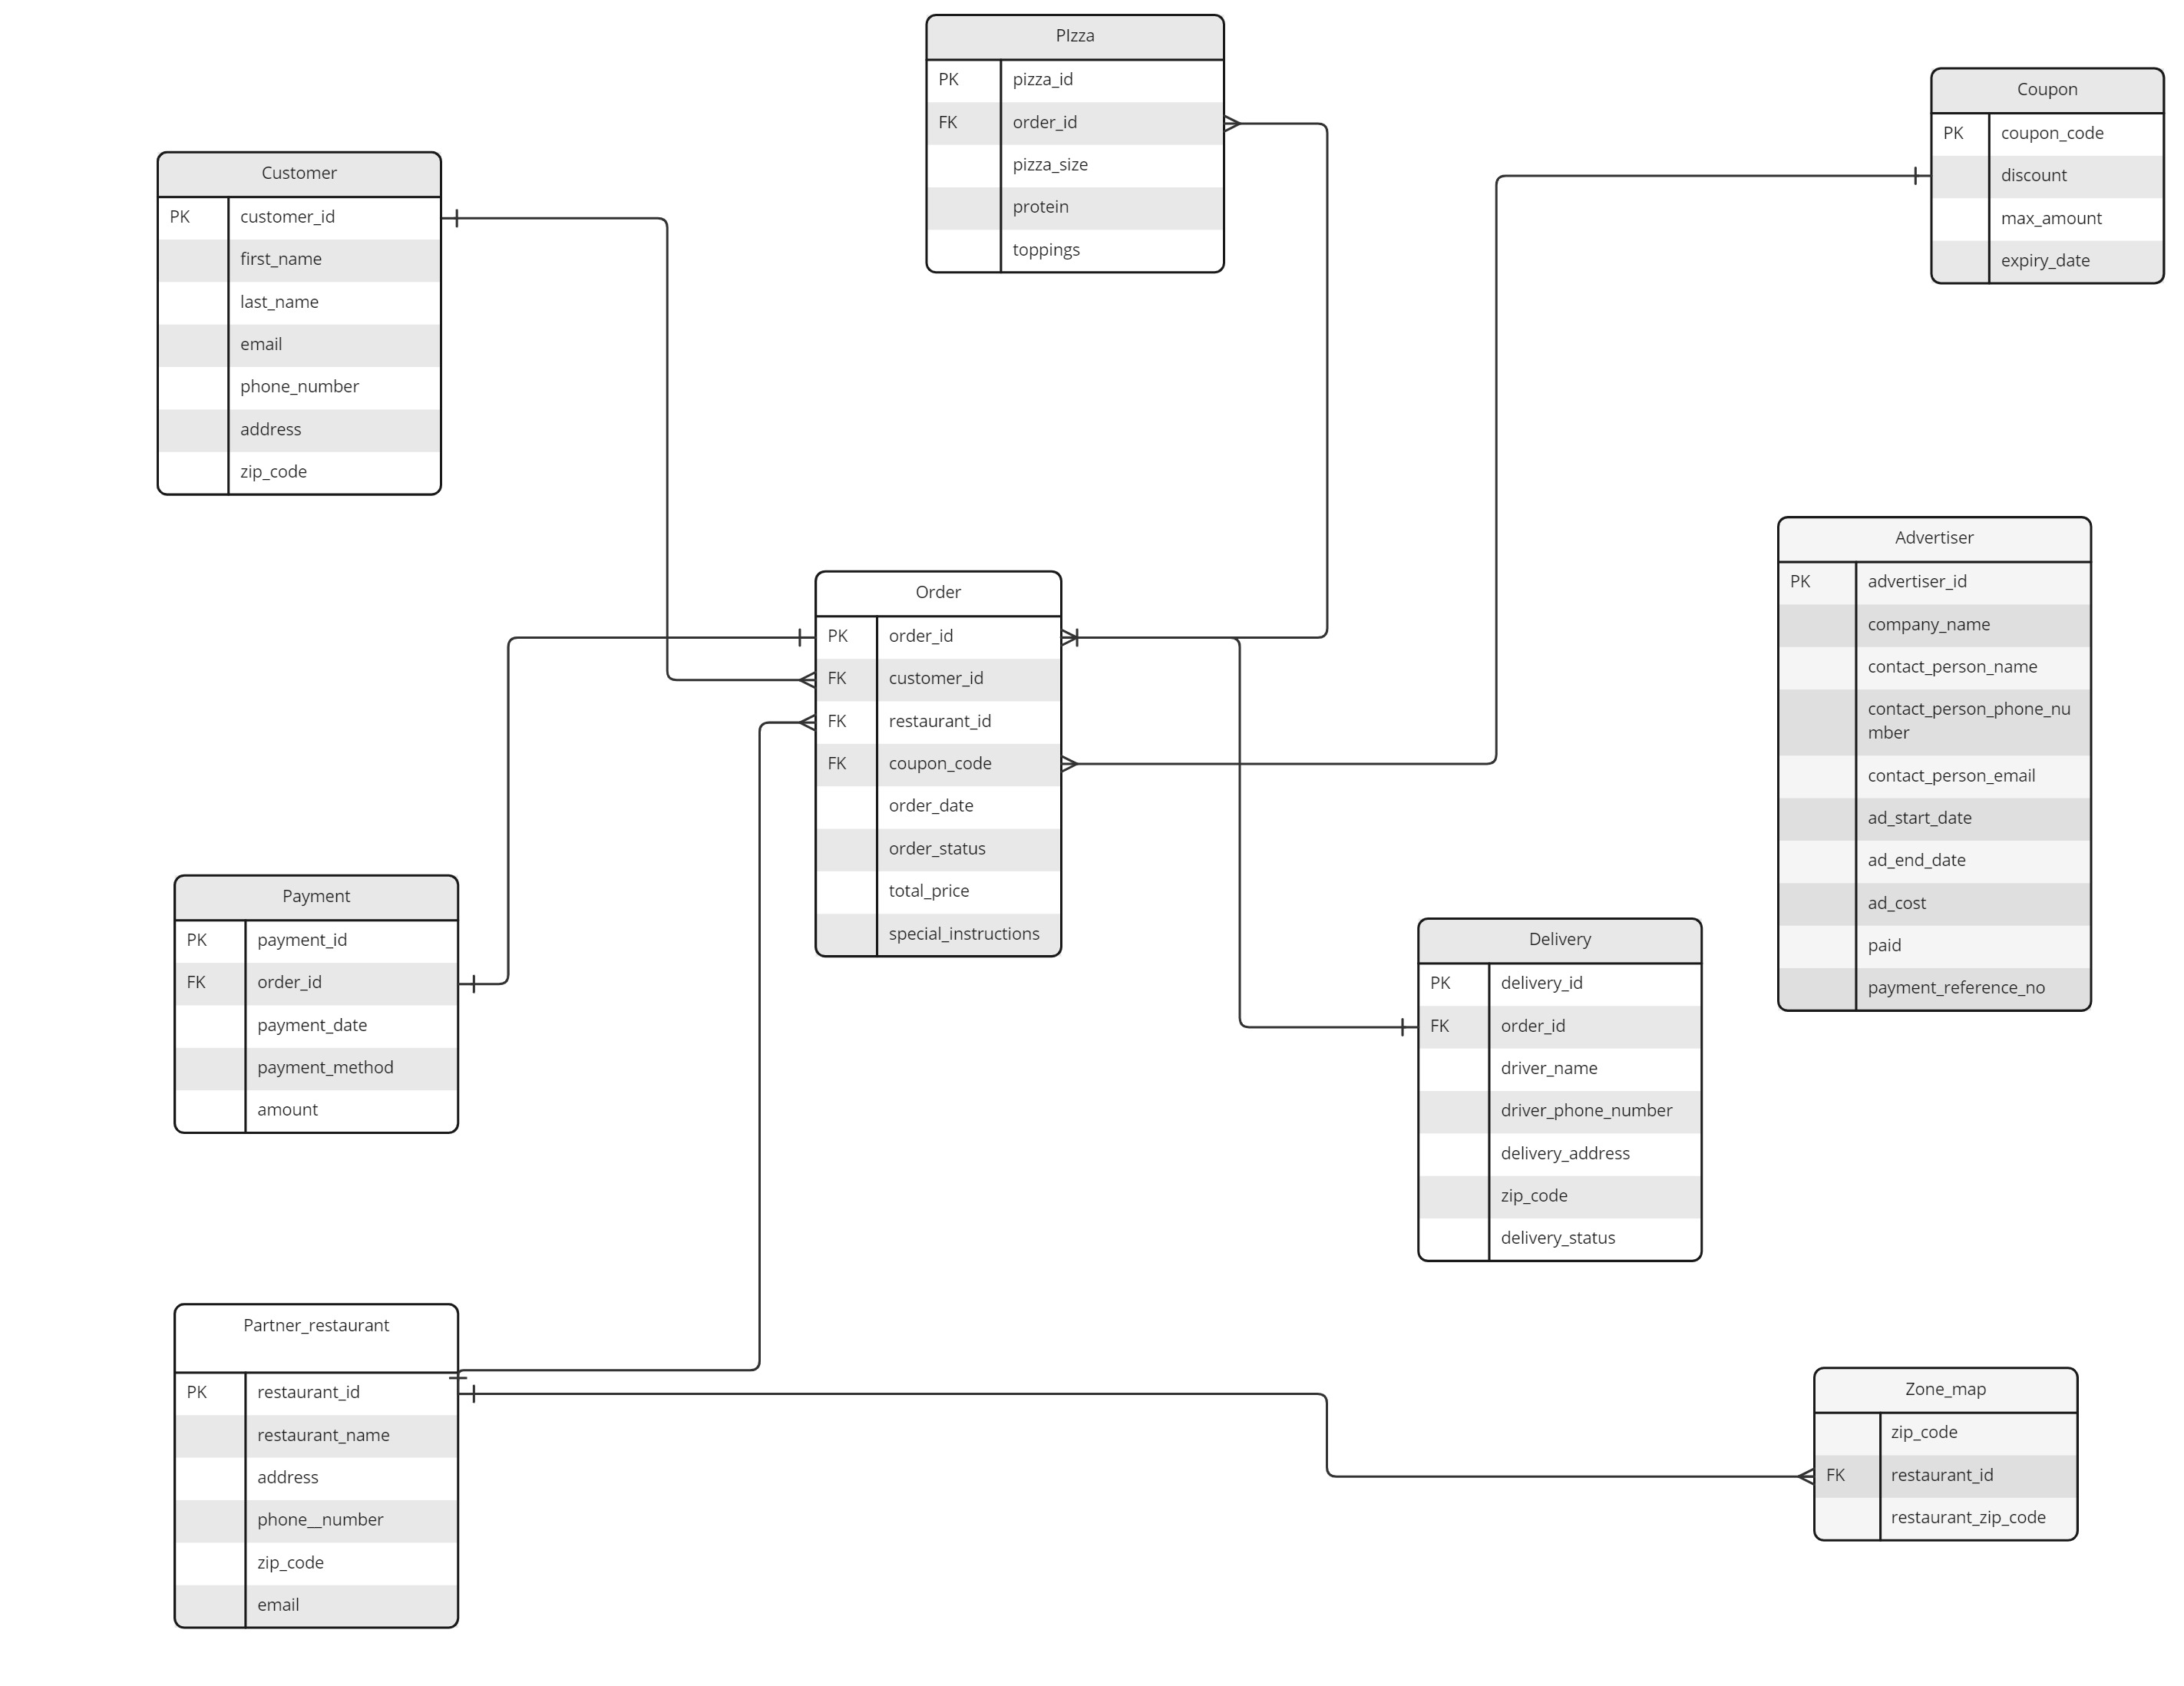 PIzza
PK pizza_id
FK order_id
pizza_size
protein
toppings
Coupon
PK coupon_code
discount
max_amount
expiry_date
Customer
PK customer_id
first_name
last_name
email
phone_number
address
zip_code
Advertiser
PK advertiser_id
company_name
contact_person_name
contact_person_phone_nu
mber
contact_person_email
ad_start_date
ad_end_date
ad_cost
paid
payment_reference_no
Order
PK order_id
FK customer_id
FK restaurant_id
FK coupon_code
order_date
order_status
total_price
special_instructions
Payment
PK payment_id
FK order_id
payment_date
payment_method
amount
Delivery
PK delivery_id
FK order_id
driver_name
driver_phone_number
delivery_address
zip_code
delivery_status
Partner_restaurant
PK restaurant_id
restaurant_name
address
phone__number
zip_code
email
Zone_map
zip_code
FK restaurant_id
restaurant_zip_code